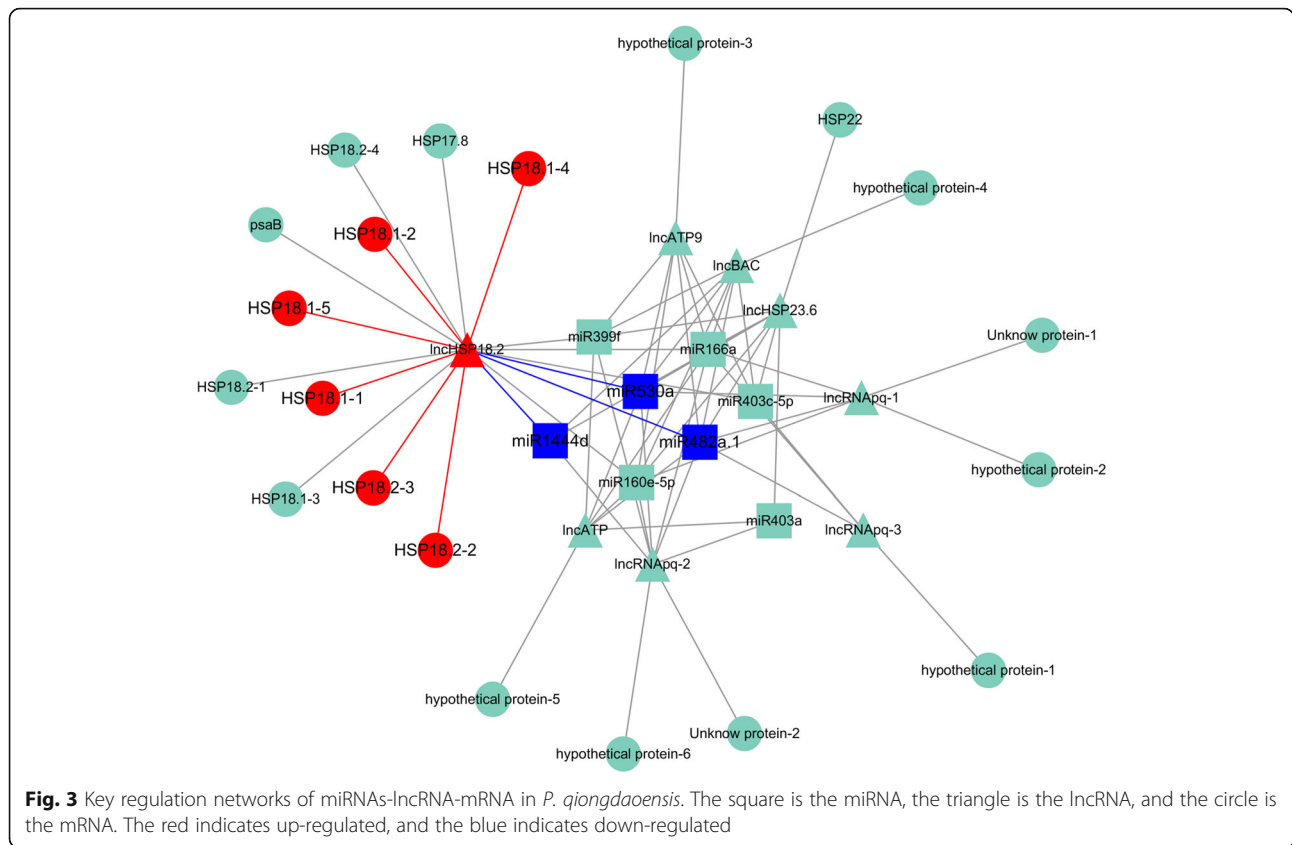 hypothetical protein-3
HSP22
HSP17.8
HSP18.2-4
HSP18.1-4
hypothetical protein-4
psaB
HSP18.1-2
lncATP9
lncBAC
HSP18.1-5
lncHSP23.6
Unknow protein-1
miR399f
lncHSP18.2
miR166a
HSP18.2-1
HSP18.1-1
miR530a
miR403c-5p
lncRNApq-1
miR1444d
miR482a.1
hypothetical protein-2
miR160e-5p
HSP18.2-3
HSP18.1-3
lncATP
miR403a
lncRNApq-3
HSP18.2-2
lncRNApq-2
hypothetical protein-1
hypothetical protein-5
Unknow protein-2
hypothetical protein-6
Fig. 3 Key regulation networks of miRNAs-lncRNA-mRNA in P. qiongdaoensis. The square is the miRNA, the triangle is the lncRNA, and the circle is
the mRNA. The red indicates up-regulated, and the blue indicates down-regulated